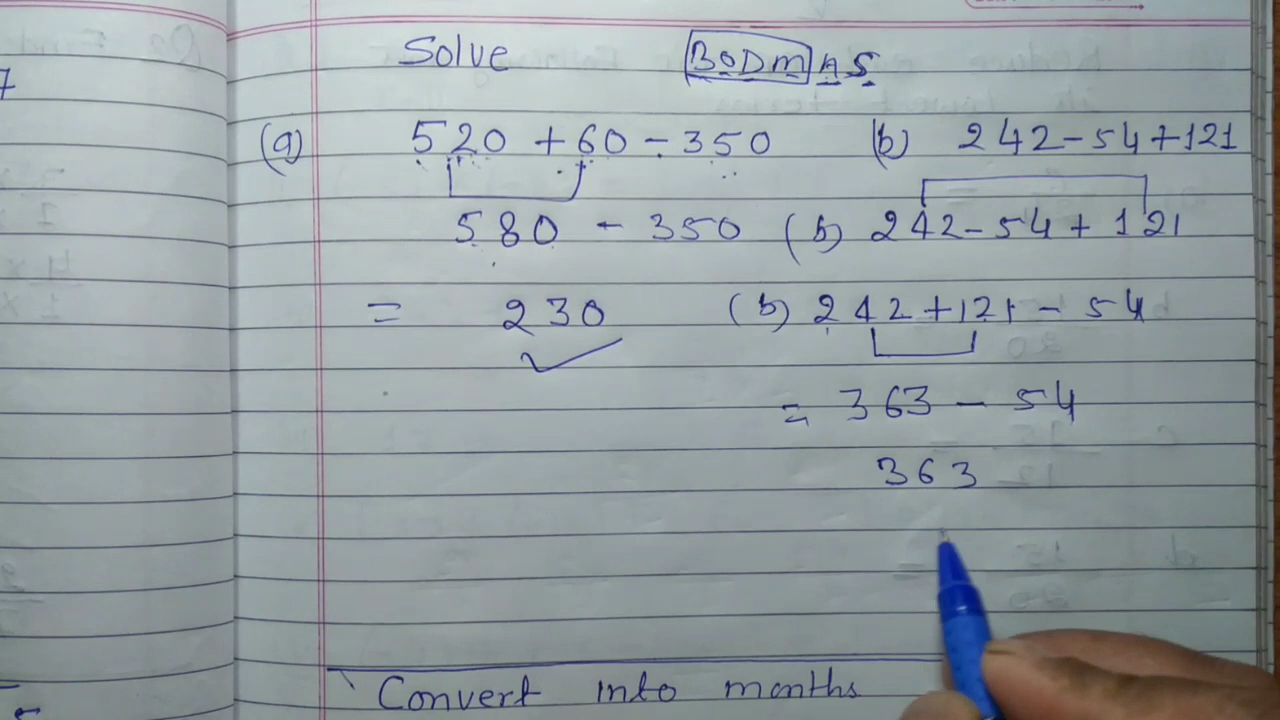 Solve BODMAS
(a) 520 + 60 - 350 (b) 242 - 54 + 121
580 - 350 (b) 242 - 54 + 121
= 230 (b) 242 + 121 - 54
= 363 - 54
363
Convert into months
7